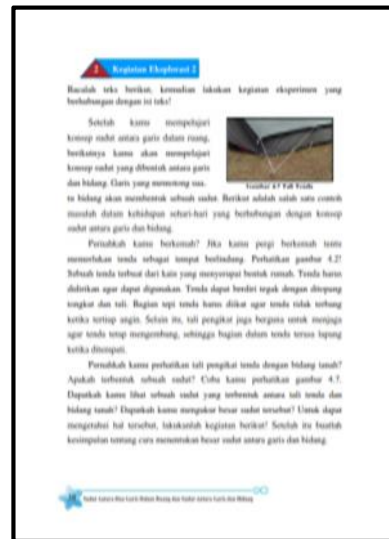 2 Kegiatan Eksplorasi 2
Bacalah teks berikut, kemudian lakukan kegiatan eksperimen yang
berhubungan dengan isi teks!
Setelah kamu mempelajari
konsep sudut antara garis dalam ruang,
berikutnya kamu akan mempelajari
konsep sudut yang dibentuk antara garis
dan bidang. Garis yang memotong sua-
tu bidang akan membentuk sebuah sudut. Berikut adalah salah satu contoh
masalah dalam kehidupan sehari-hari yang berhubungan dengan konsep
sudut antara garis dan bidang.
Gambar 4.7 Tali Tenda
Pernahkah kamu berkemah? Jika kamu pergi berkemah tentu
memerlukan tenda sebagai tempat berlindung. Perhatikan gambar 4.2!
Sebuah tenda terbuat dari kain yang menyerupai bentuk rumah. Tenda harus
didirikan agar dapat digunakan. Tenda dapat berdiri tegak dengan ditopang
tongkat dan tali. Bagian tepi tenda harus diikat agar tenda tidak terbang
ketika tertiup angin. Selain itu, tali pengikat juga berguna untuk menjaga
agar tenda tetap mengembang, sehingga bagian dalam tenda terasa lapang
ketika ditempati.
Pernahkah kamu perhatikan tali pengikat tenda dengan bidang tanah?
Apakah terbentuk sebuah sudut? Coba kamu perhatikan gambar 4.7.
Dapatkah kamu lihat sebuah sudut yang terbentuk antara tali tenda dan
bidang tanah? Dapatkah kamu mengukur besar sudut tersebut? Untuk dapat
mengetahui hal tersebut, lakukanlah kegiatan berikut! Setelah itu buatlah
kesimpulan tentang cara menentukan besar sudut antara garis dan bidang.
Sudut Antara Dua Garis Dalam Ruang dan Sudut Antara Garis dan Bidang